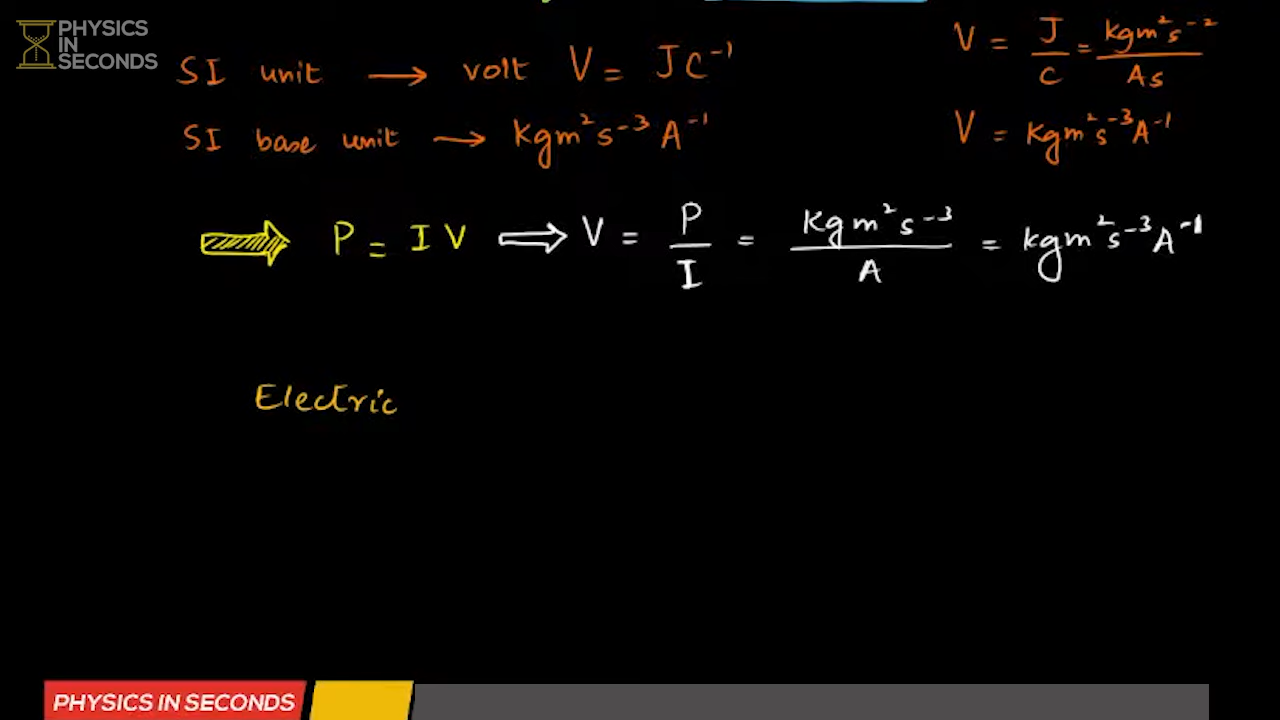 PHYSICS
IN
SECONDS
SI unit → volt V = JC⁻¹
V = J/C = kgm²s⁻²/As
SI base unit → kgm²s⁻³ A⁻¹
V = kgm²s⁻³A⁻¹
P = IV ⇒ V = P/I = kgm²s⁻³/A = kgm²s⁻³A⁻¹
Electric
PHYSICS IN SECONDS